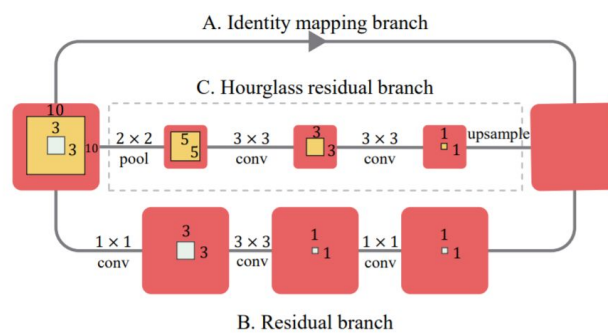 A. Identity mapping branch
C. Hourglass residual branch
10
3
3
10
2 × 2
pool
5
5
3 × 3
conv
3
3
3 × 3
conv
1
1
upsample
1 × 1
conv
3
3
3 × 3
conv
1
1
1 × 1
conv
1
1
B. Residual branch